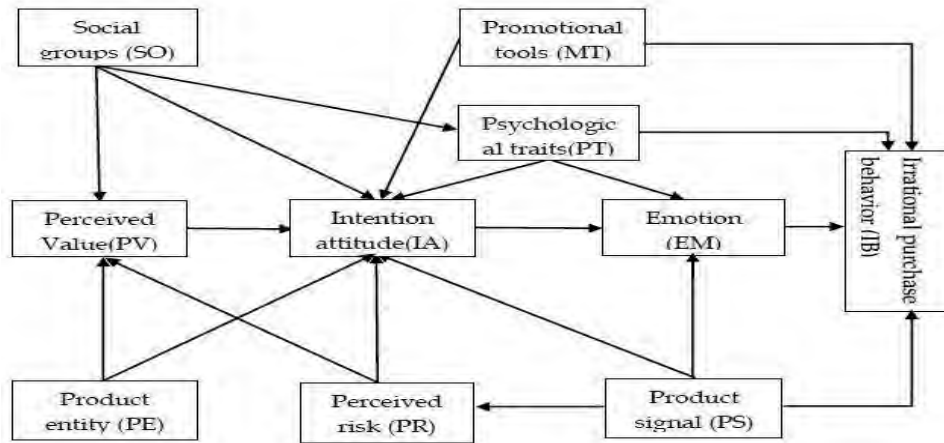 Social
groups (SO)
Promotional
tools (MT)
Psychologic
al traits(PT)
Perceived
Value(PV)
Intention
attitude(IA)
Emotion
(EM)
Irrational purchase
behavior (IB)
Product
entity (PE)
Perceived
risk (PR)
Product
signal (PS)